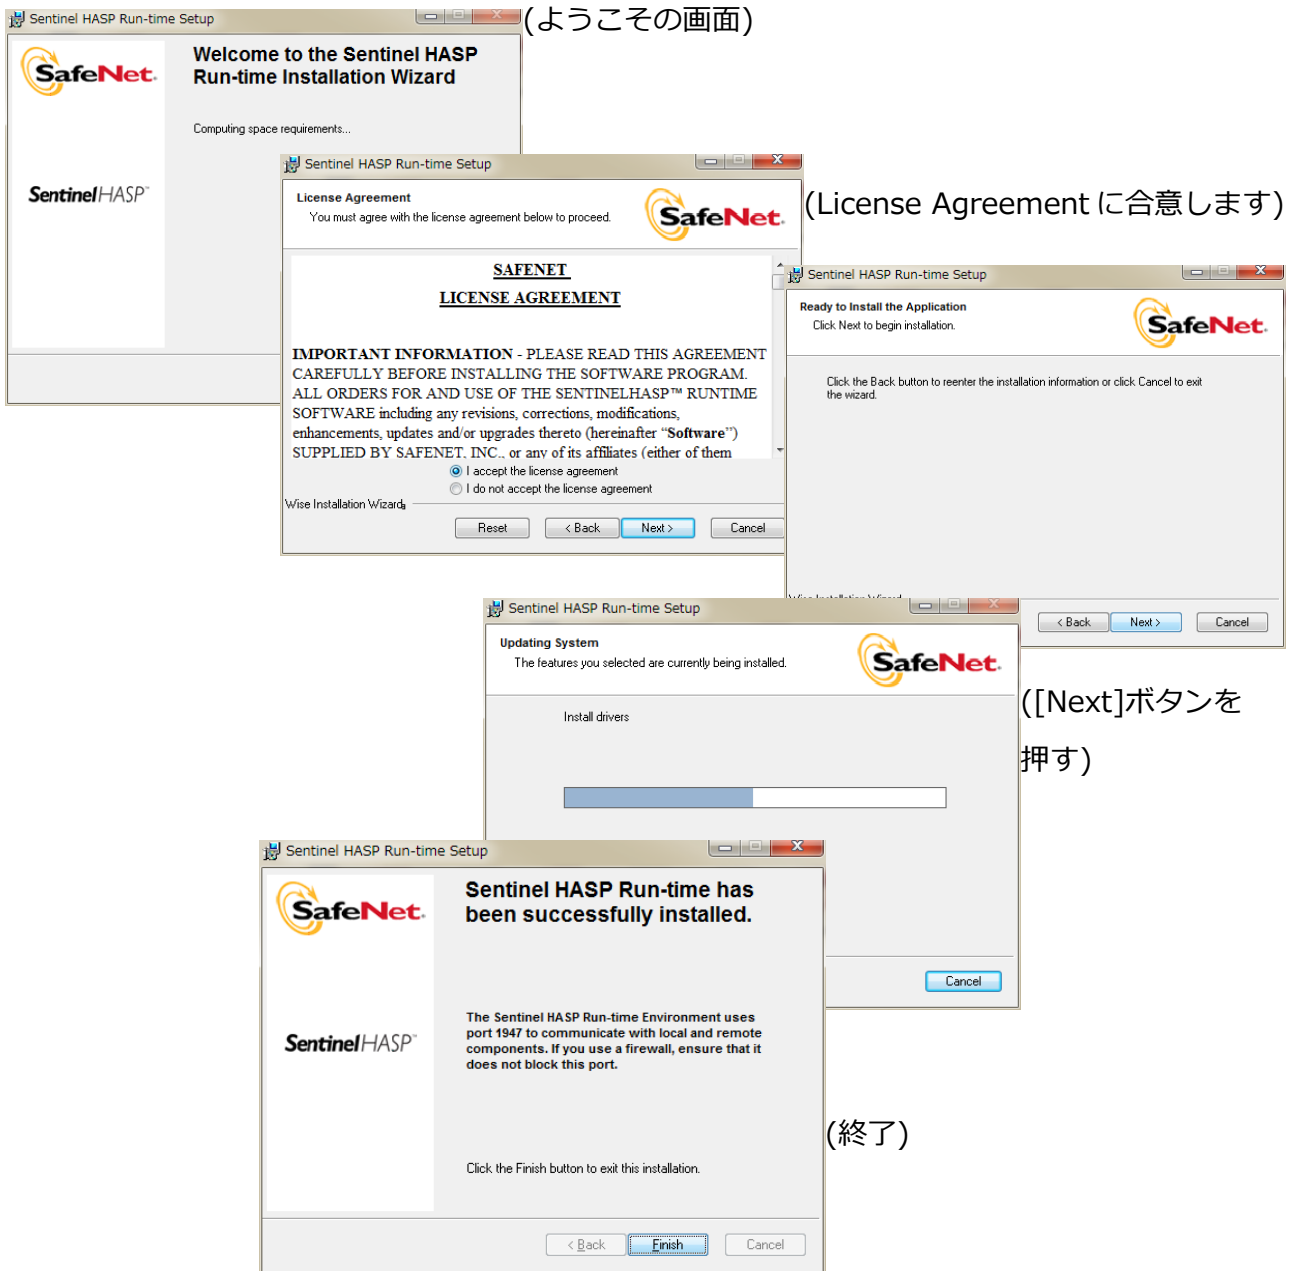 Sentinel HASP Run-time Setup
(ようこその画面)
SafeNet.
Welcome to the Sentinel HASP
Run-time Installation Wizard
Computing space requirements...
Sentinel HASP™
Sentinel HASP Run-time Setup
License Agreement
You must agree with the license agreement below to proceed.
SafeNet.
(License Agreement に合意します)
SAFENET
LICENSE AGREEMENT
IMPORTANT INFORMATION - PLEASE READ THIS AGREEMENT
CAREFULLY BEFORE INSTALLING THE SOFTWARE PROGRAM.
ALL ORDERS FOR AND USE OF THE SENTINELHASP™ RUNTIME
SOFTWARE including any revisions, corrections, modifications,
enhancements, updates and/or upgrades thereto (hereinafter “Software”)
SUPPLIED BY SAFENET, INC., or any of its affiliates (either of them
I accept the license agreement
I do not accept the license agreement
Wise Installation Wizard
Reset
< Back
Next >
Cancel
Sentinel HASP Run-time Setup
Ready to Install the Application
Click Next to begin installation.
SafeNet.
Click the Back button to reenter the installation information or click Cancel to exit
the wizard.
Wise Installation Wizard
< Back
Next >
Cancel
Sentinel HASP Run-time Setup
Updating System
The features you selected are currently being installed.
SafeNet.
([Next]ボタンを
押す)
Install drivers
Cancel
Sentinel HASP Run-time Setup
SafeNet.
Sentinel HASP Run-time has
been successfully installed.
The Sentinel HASP Run-time Environment uses
port 1947 to communicate with local and remote
components. If you use a firewall, ensure that it
does not block this port.
Sentinel HASP™
(終了)
Click the Finish button to exit this installation.
< Back
Finish
Cancel